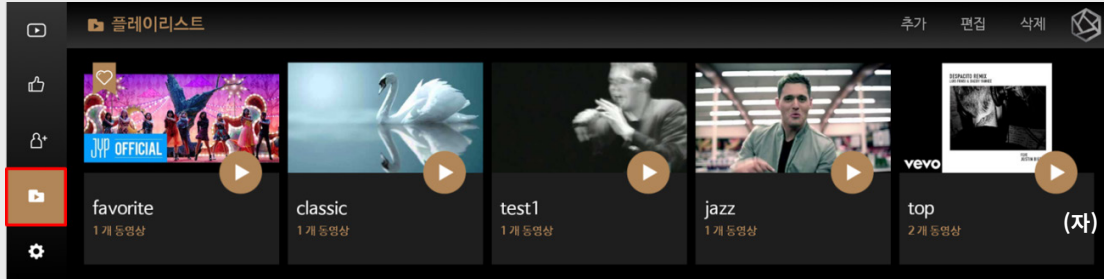 플레이리스트
추가 편집 삭제
JYP OFFICIAL
DESPACITO REMIX
vevo
favorite
1 개 동영상
classic
1 개 동영상
test1
1 개 동영상
jazz
1 개 동영상
top
2 개 동영상
(자)